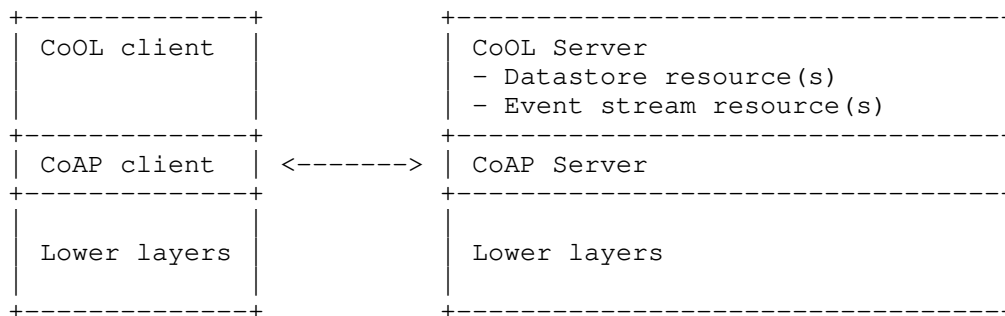 +--------------+ +----------------------------------
| CoOL client | | CoOL Server
| | | - Datastore resource(s)
| | | - Event stream resource(s)
+--------------+ +----------------------------------
| CoAP client | <-------> | CoAP Server
+--------------+ +----------------------------------
| | |
| Lower layers | | Lower layers
| | |
+--------------+ +----------------------------------